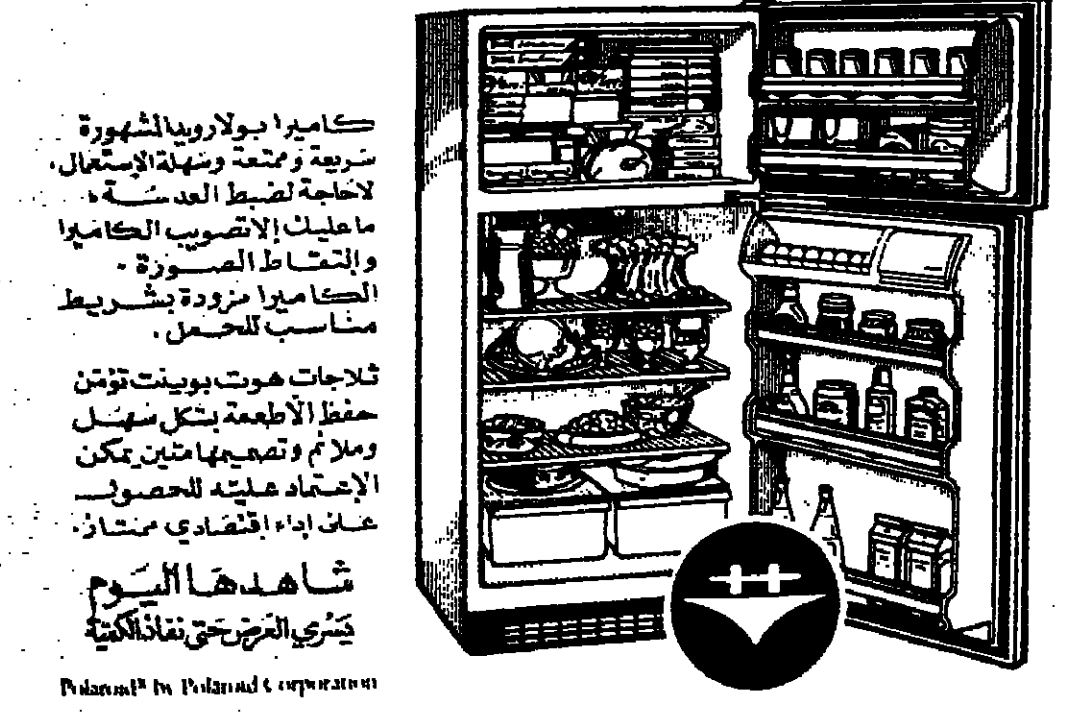 كاميرا بولارويد الشهورة
سريعة وممتعة وسهلة الإستعمال،
لاحاجة لضبط العدسة،
ما عليك إلا تصويب الكاميرا
والتقاط الصورة.
الكاميرا مزودة بشريط
مناسب للحمل.
ثلاجات هوت بوينت تؤمن
حفظ الأطعمة بشكل سهل
وملائم وتصميمها متين يمكن
الإعتماد عليه للحصول
على اداء اقتصادي ممتاز.
شاهدها اليوم
يسري العرض حتى نفاذ الكمية
Polaroid® by Polaroid Corporation